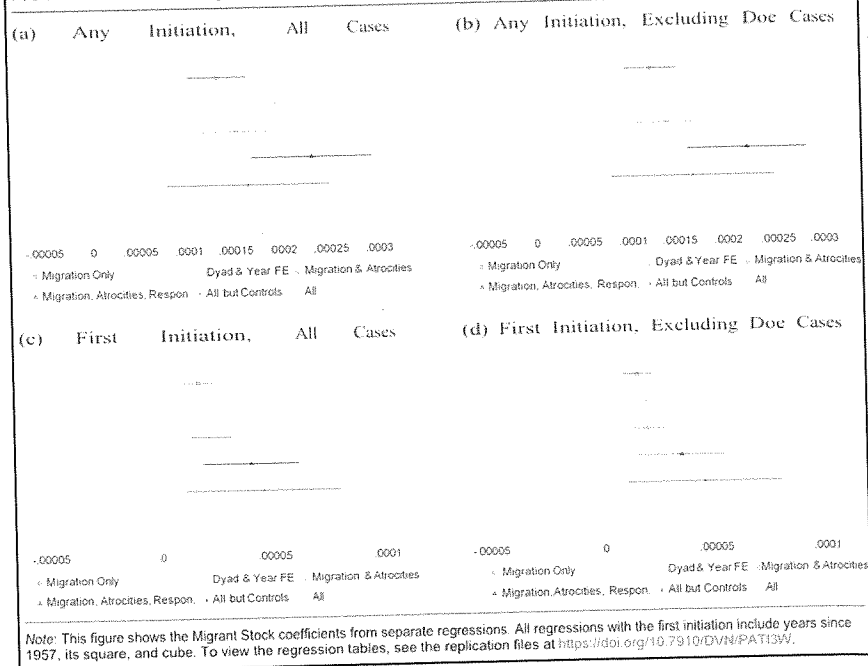 (a) Any Initiation, All Cases
-.00005 0 .00005 .0001 .00015 .0002 .00025 .0003
Migration Only Dyad & Year FE Migration & Atrocities
Migration, Atrocities, Respon. All but Controls All
(b) Any Initiation, Excluding Doe Cases
-.00005 0 .00005 .0001 .00015 .0002 .00025 .0003
Migration Only Dyad & Year FE Migration & Atrocities
Migration, Atrocities, Respon. All but Controls All
(c) First Initiation, All Cases
-.00005 0 .00005 .0001
Migration Only Dyad & Year FE Migration & Atrocities
Migration, Atrocities, Respon. All but Controls All
(d) First Initiation, Excluding Doe Cases
-.00005 0 .00005 .0001
Migration Only Dyad & Year FE Migration & Atrocities
Migration, Atrocities, Respon. All but Controls All
Note: This figure shows the Migrant Stock coefficients from separate regressions. All regressions with the first initiation include years since
1957, its square, and cube. To view the regression tables, see the replication files at https://doi.org/10.7910/DVN/PATI3W.